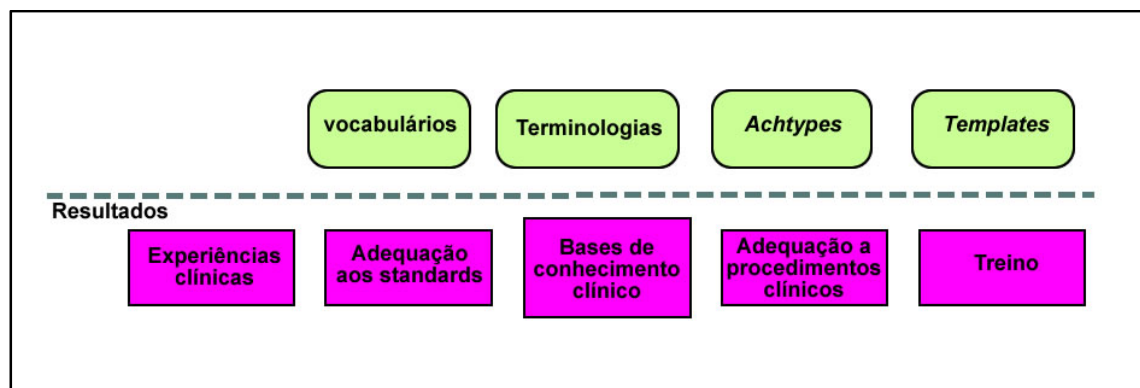 vocabulários
Terminologias
Achtypes
Templates
Resultados
Experiências
clínicas
Adequação
aos standards
Bases de
conhecimento
clínico
Adequação a
procedimentos
clínicos
Treino